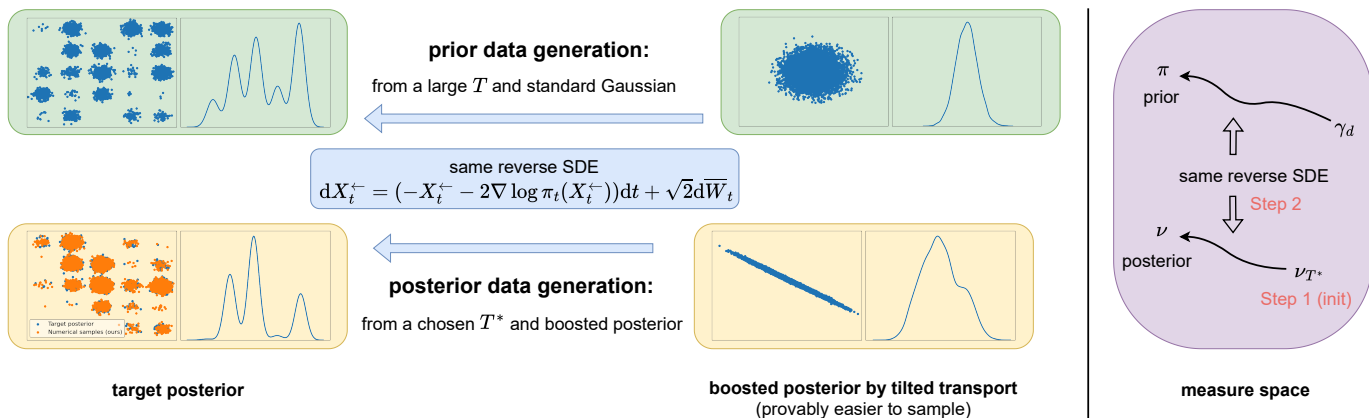 prior data generation:
from a large T and standard Gaussian
same reverse SDE
dX_t^← = (−X_t^← − 2∇ log π_t(X_t^←))dt + √2dW̅_t
posterior data generation:
from a chosen T* and boosted posterior
Target posterior
Numerical samples (ours)
target posterior
boosted posterior by tilted transport
(provably easier to sample)
π
prior
γ_d
same reverse SDE
Step 2
ν
posterior
ν_{T*}
Step 1 (init)
measure space